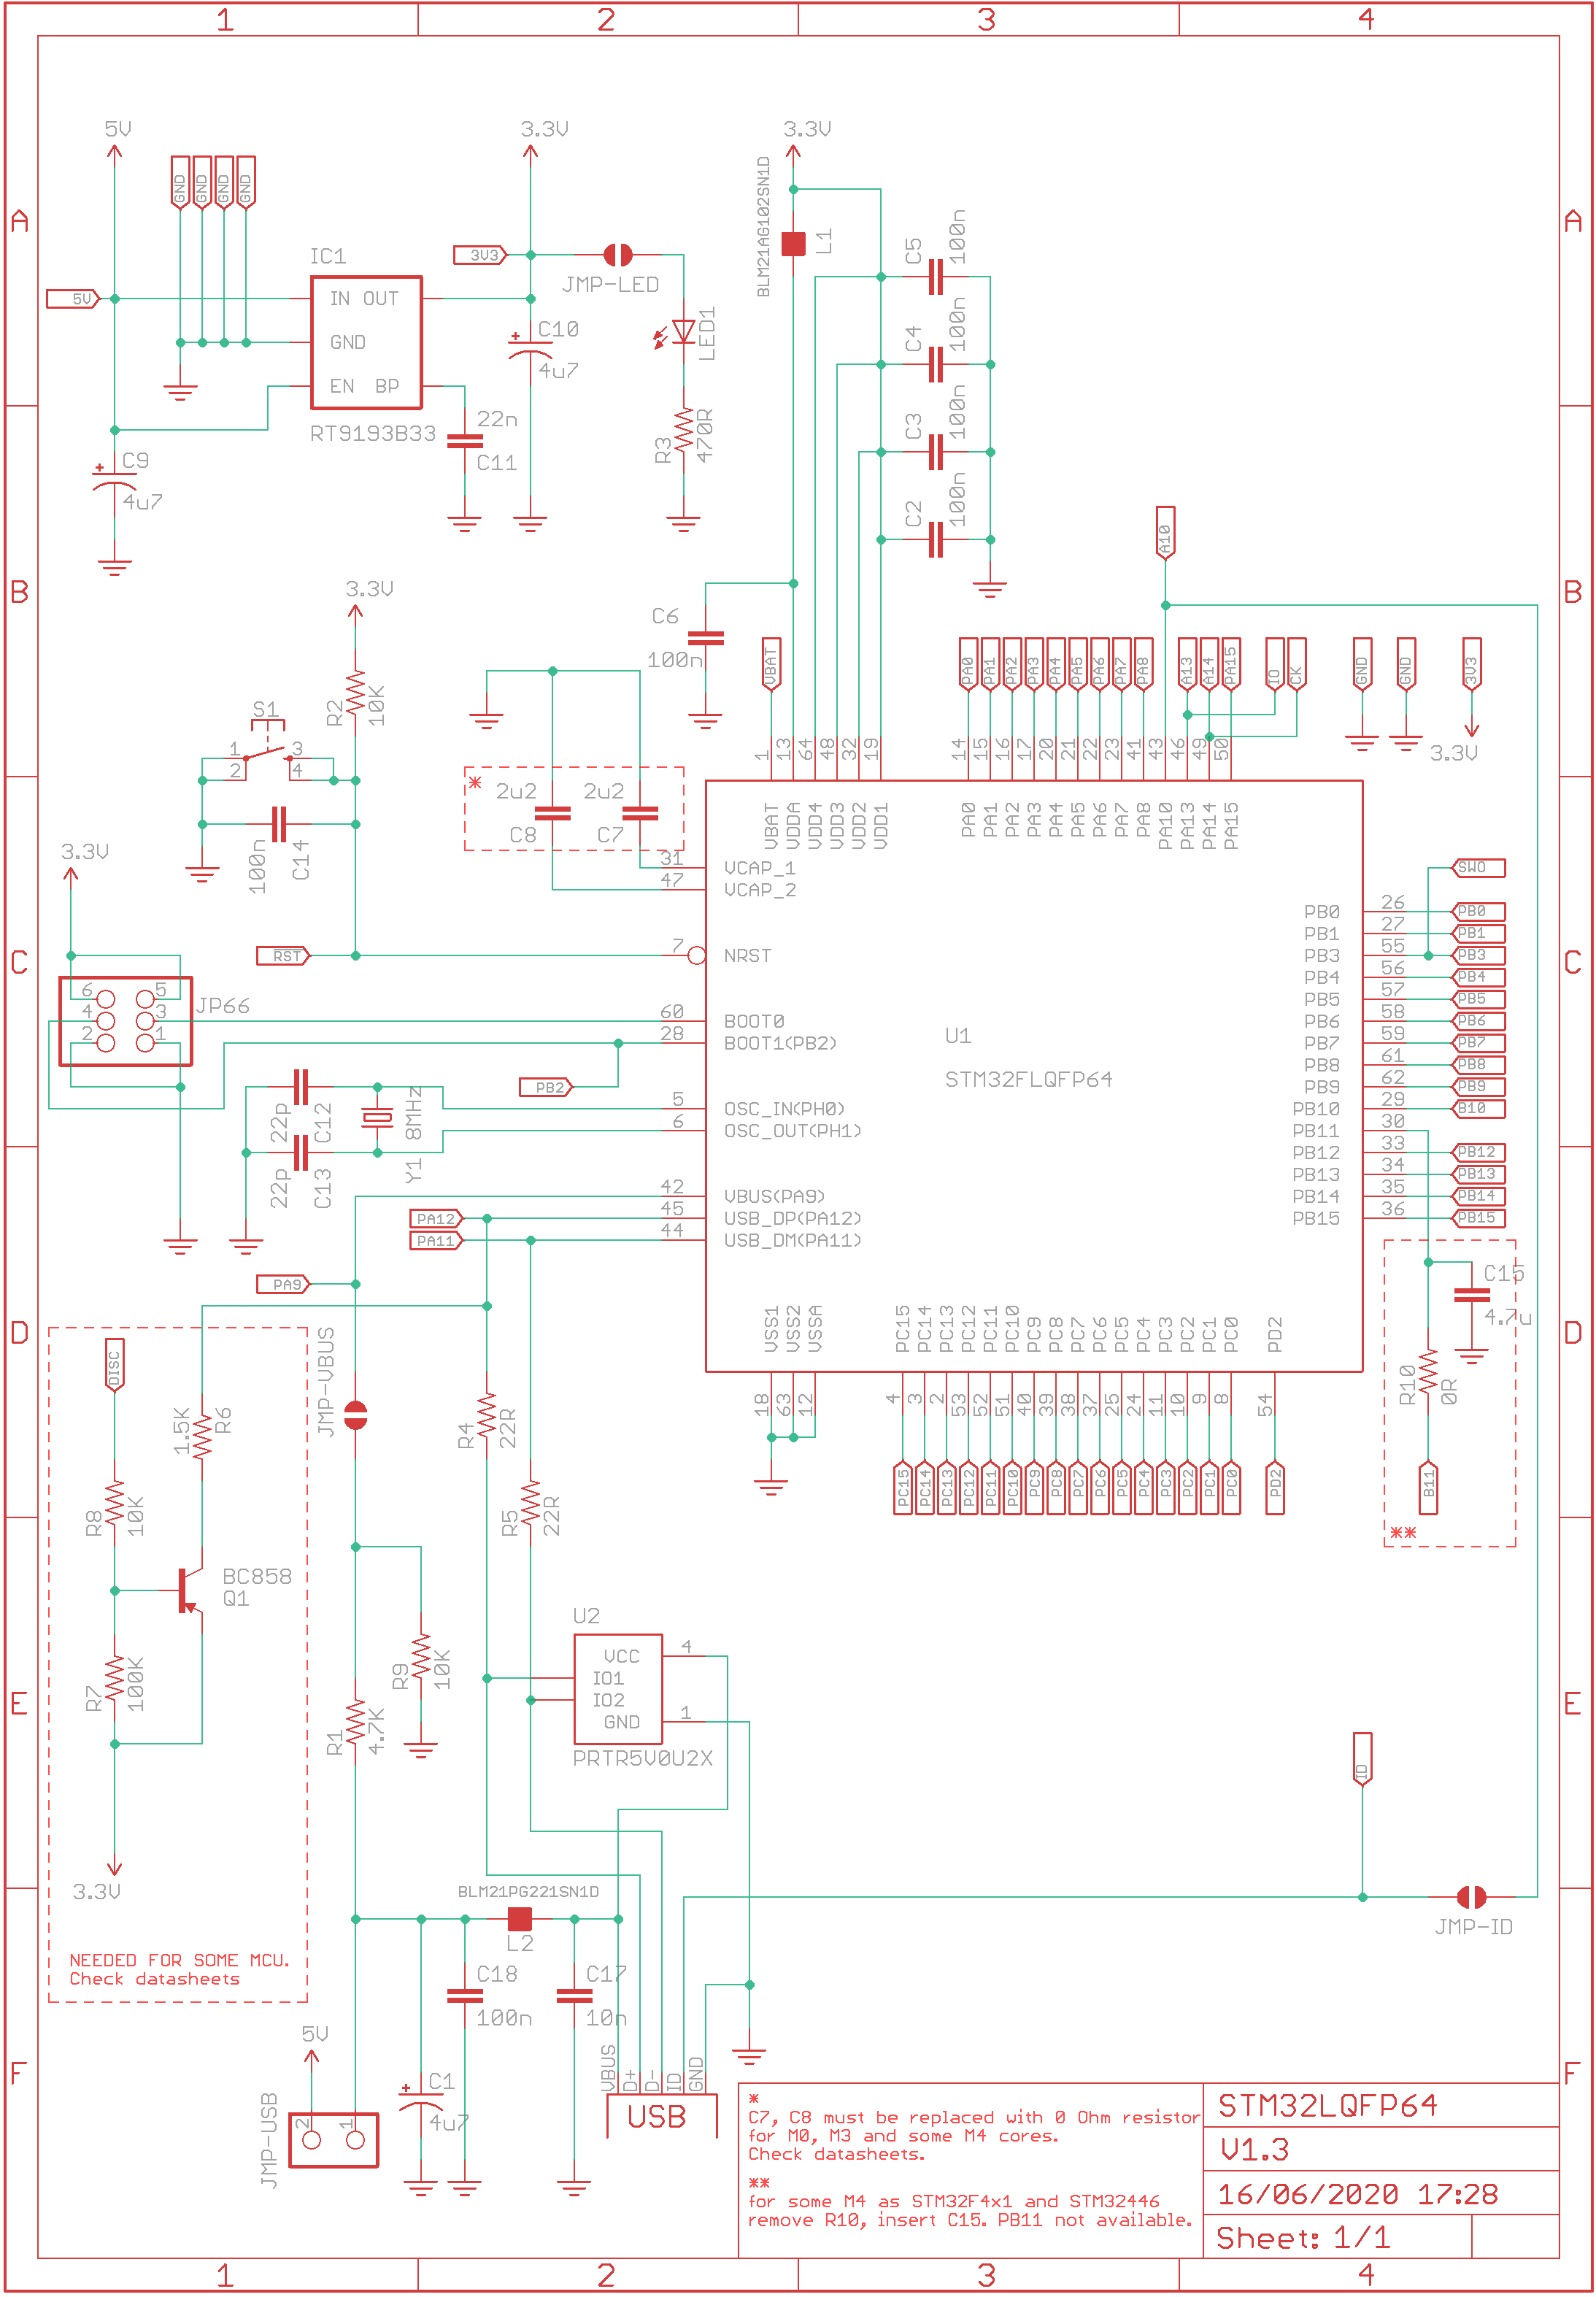 1 2 3 4
A
B
C
D
E
F
A
B
C
D
E
F
5V
GND
GND
GND
GND
5V
IC1
IN OUT
GND
EN BP
RT9193B33
C9
4u7
22n
C11
3.3V
3V3
JMP-LED
C10
4u7
LED1
R3
470R
3.3V
BLM21AG102SN1D
L1
C5
100n
C4
100n
C3
100n
C2
100n
C6
100n
3.3V
R2
10K
S1
1
2
3
4
100n
C14
RST
*
2u2
C8
2u2
C7
3.3V
6
4
2
5
3
1
JP66
PB2
22p
C12
22p
C13
8MHz
Y1
PA12
PA11
PA9
VBAT
1
13
64
48
32
19
VBAT
VDDA
VDD4
VDD3
VDD2
VDD1
PA0
PA1
PA2
PA3
PA4
PA5
PA6
PA7
PA8
A10
A13
A14
PA15
IO
CK
GND
GND
3V3
3.3V
14
15
16
17
20
21
22
23
41
43
46
49
50
PA0
PA1
PA2
PA3
PA4
PA5
PA6
PA7
PA8
PA10
PA13
PA14
PA15
31 VCAP_1
47 VCAP_2
7 NRST
60 BOOT0
28 BOOT1(PB2)
5 OSC_IN(PH0)
6 OSC_OUT(PH1)
42 VBUS(PA9)
45 USB_DP(PA12)
44 USB_DM(PA11)
U1
STM32FLQFP64
SWO
PB0 26 PB0
PB1 27 PB1
PB3 55 PB3
PB4 56 PB4
PB5 57 PB5
PB6 58 PB6
PB7 59 PB7
PB8 61 PB8
PB9 62 PB9
PB10 29 B10
PB11 30
PB12 33 PB12
PB13 34 PB13
PB14 35 PB14
PB15 36 PB15
VSS1
VSS2
VSSA
18
63
12
PC15
PC14
PC13
PC12
PC11
PC10
PC9
PC8
PC7
PC6
PC5
PC4
PC3
PC2
PC1
PC0
PD2
4
3
2
53
52
51
40
39
38
37
25
24
11
10
9
8
54
PC15
PC14
PC13
PC12
PC11
PC10
PC9
PC8
PC7
PC6
PC5
PC4
PC3
PC2
PC1
PC0
PD2
C15
4.7u
R10
0R
B11
**
DISC
1.5K
R6
R8
10K
BC858
Q1
R7
100K
3.3V
NEEDED FOR SOME MCU.
Check datasheets
JMP-VBUS
R4
22R
R5
22R
R9
10K
R1
4.7K
U2
VCC 4
IO1
IO2
GND 1
PRTR5V0U2X
ID
JMP-ID
BLM21PG221SN1D
L2
C18
100n
C17
10n
5V
JMP-USB
2
1
C1
4u7
VBUS
D+
D-
ID
GND
USB
*
C7, C8 must be replaced with 0 Ohm resistor
for M0, M3 and some M4 cores.
Check datasheets.
**
for some M4 as STM32F4x1 and STM32446
remove R10, insert C15. PB11 not available.
STM32LQFP64
V1.3
16/06/2020 17:28
Sheet: 1/1
1 2 3 4